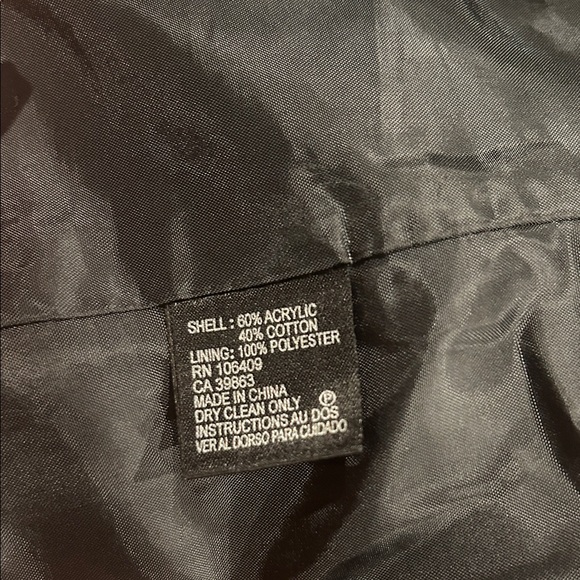 SHELL : 60% ACRYLIC
40% COTTON
LINING: 100% POLYESTER
RN 106409
CA 39863
MADE IN CHINA
DRY CLEAN ONLY Ⓟ
INSTRUCTIONS AU DOS
VER AL DORSO PARA CUIDADO